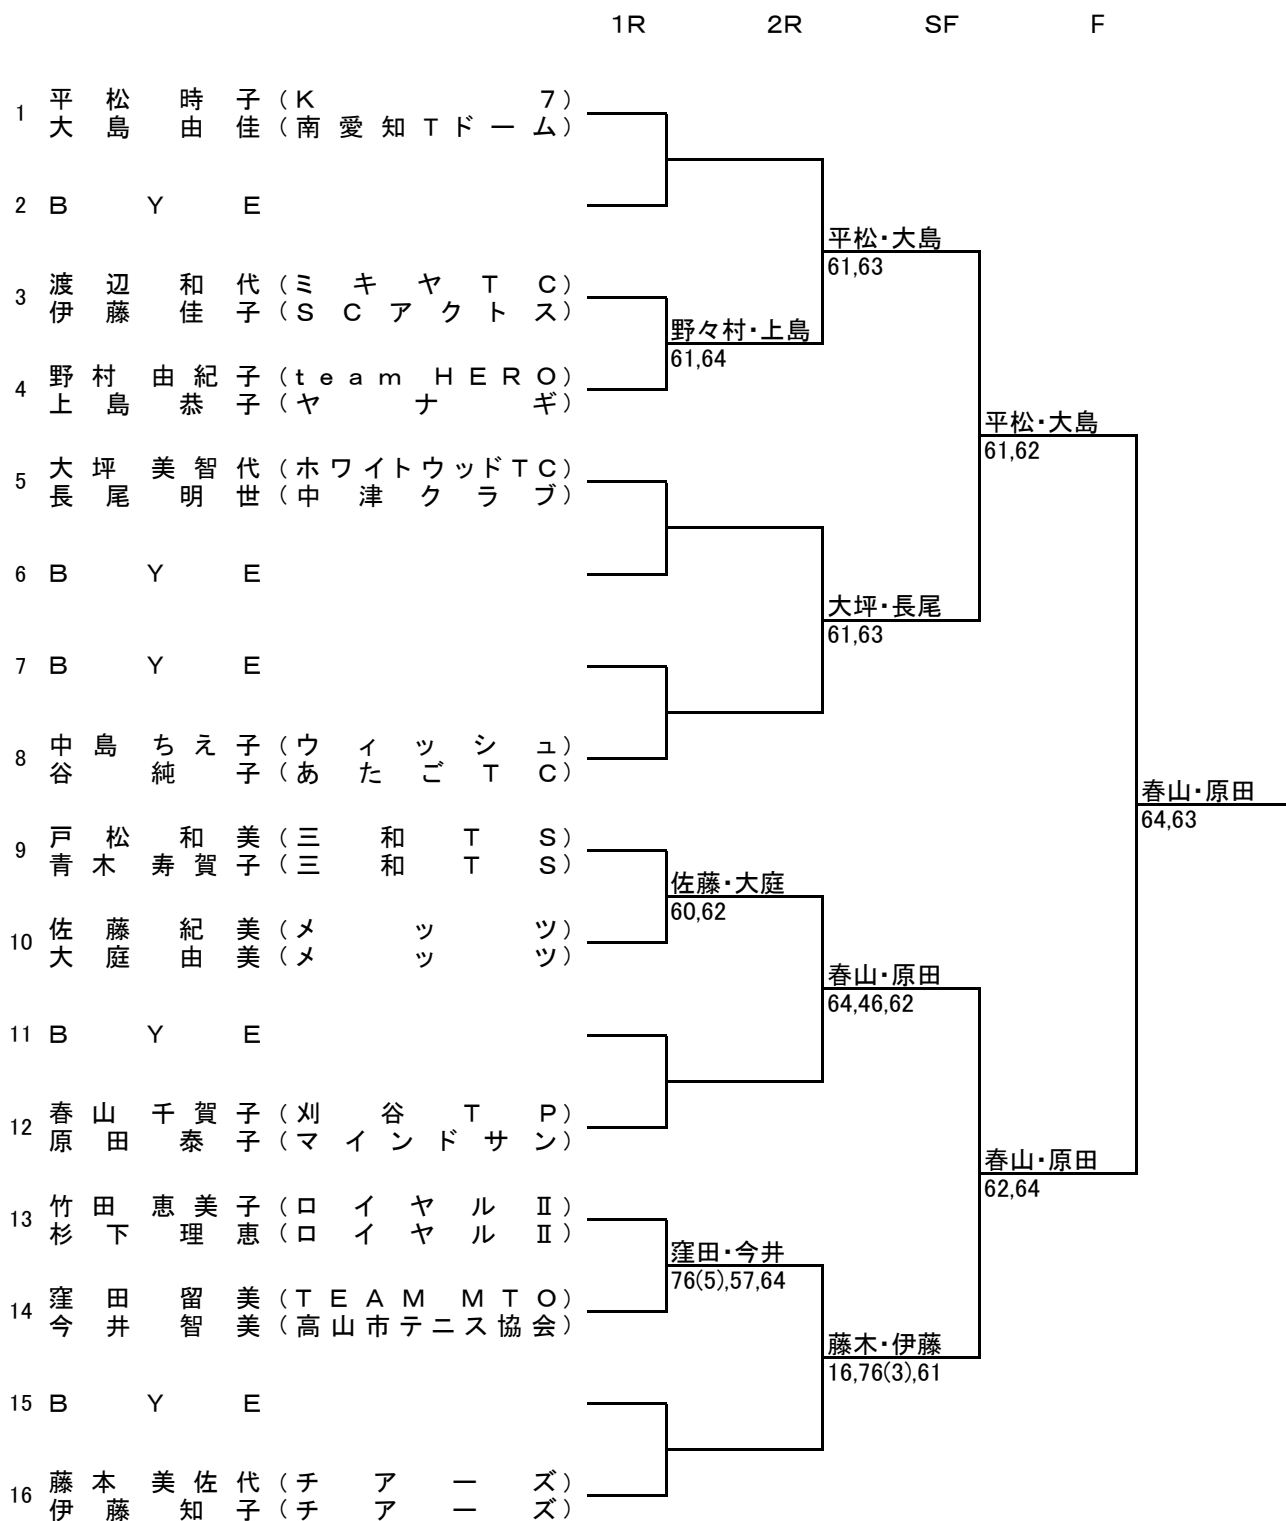 1R 2R SF F
1 平松 時子 (K 7)
大島 由佳 (南愛知Tドーム)
2 B Y E
平松・大島
61,63
3 渡辺 和代 (ミキヤTC)
伊藤 佳子 (SCアクトス)
野々村・上島
61,64
4 野村 由紀子 (team HERO)
上島 恭子 (ヤナギ)
平松・大島
61,62
5 大坪 美智代 (ホワイトウッドTC)
長尾 明世 (中津クラブ)
6 B Y E
大坪・長尾
61,63
7 B Y E
8 中島 ちえ子 (ウィッシュ)
谷 純子 (あたごTC)
春山・原田
64,63
9 戸松 和美 (三和TS)
青木 寿賀子 (三和TS)
佐藤・大庭
60,62
10 佐藤 紀美 (メッツ)
大庭 由美 (メッツ)
春山・原田
64,46,62
11 B Y E
12 春山 千賀子 (刈谷TP)
原田 泰子 (マインドサン)
春山・原田
62,64
13 竹田 恵美子 (ロイヤルⅡ)
杉下 理恵 (ロイヤルⅡ)
窪田・今井
76(5),57,64
14 窪田 留美 (TEAM MTO)
今井 智美 (高山市テニス協会)
藤木・伊藤
16,76(3),61
15 B Y E
16 藤本 美佐代 (チアーズ)
伊藤 知子 (チアーズ)